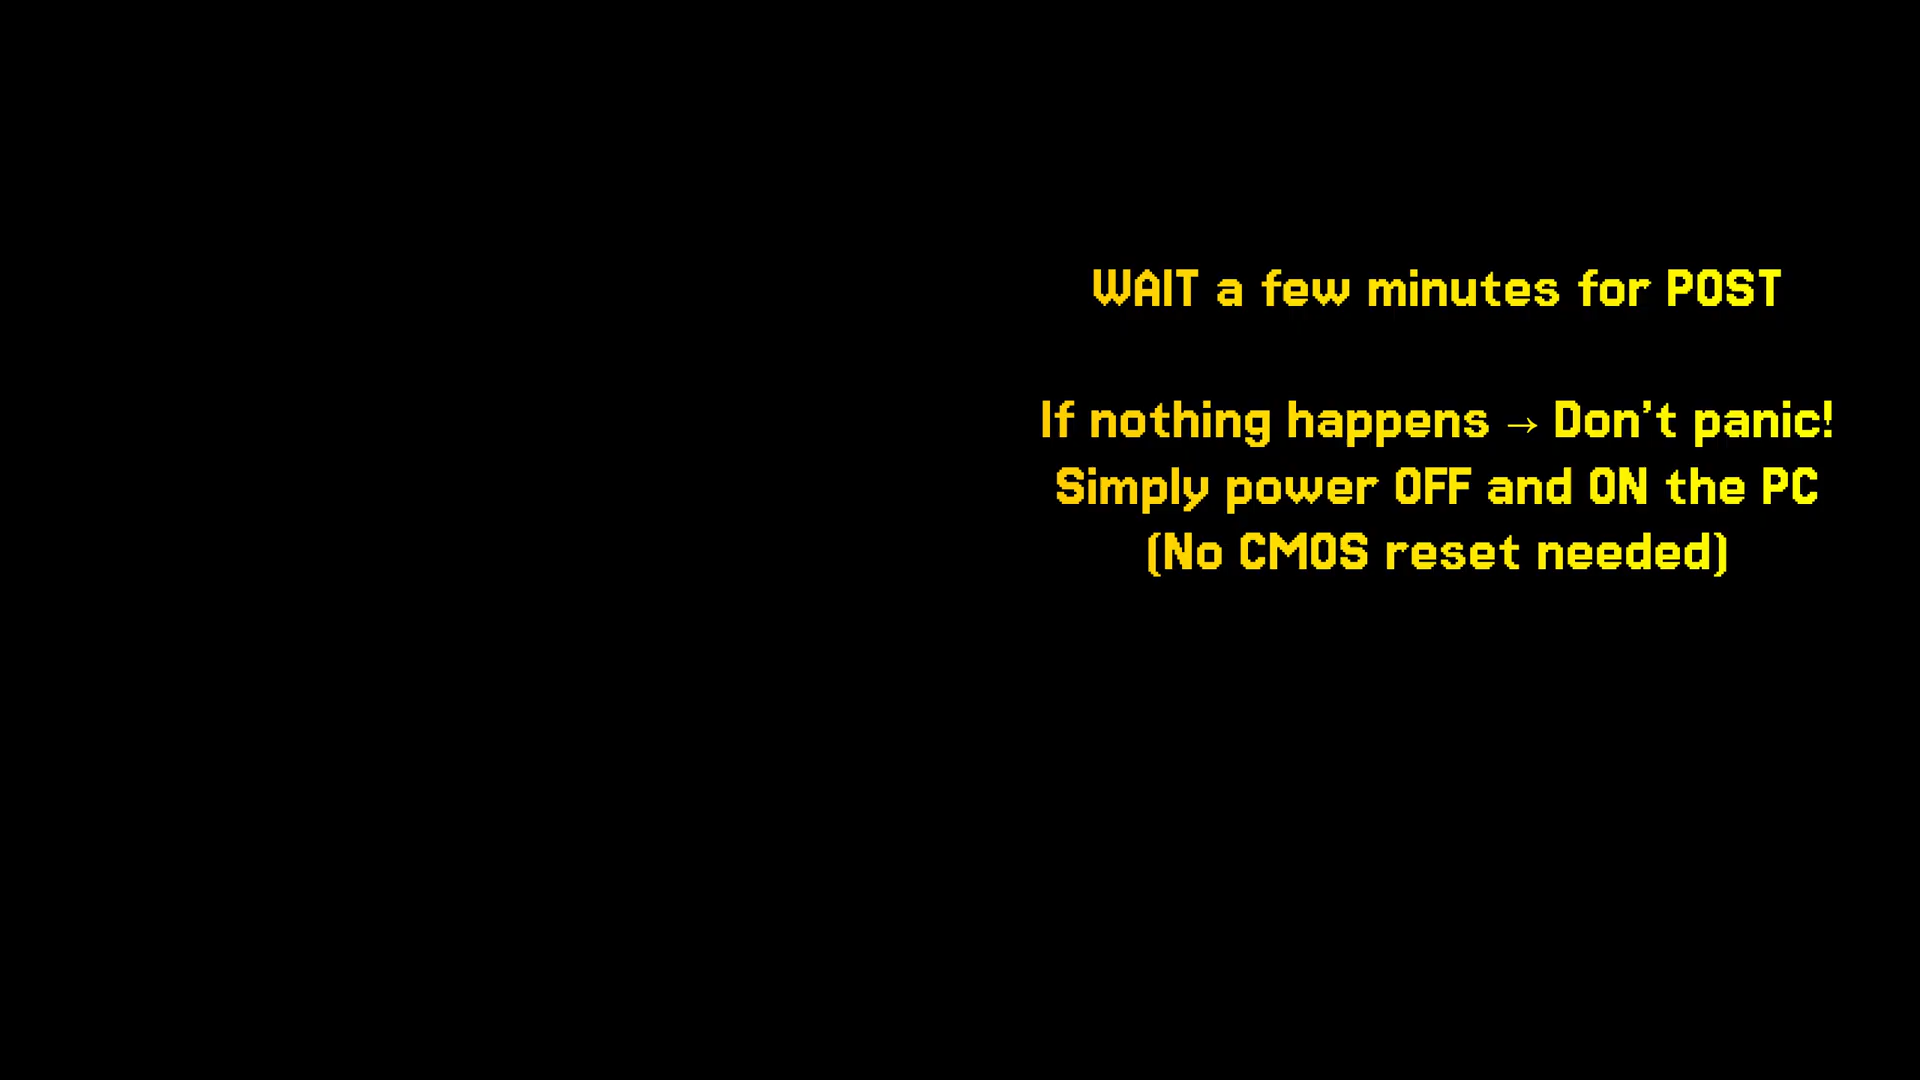 WAIT a few minutes for POST
If nothing happens → Don't panic!
Simply power OFF and ON the PC
(No CMOS reset needed)